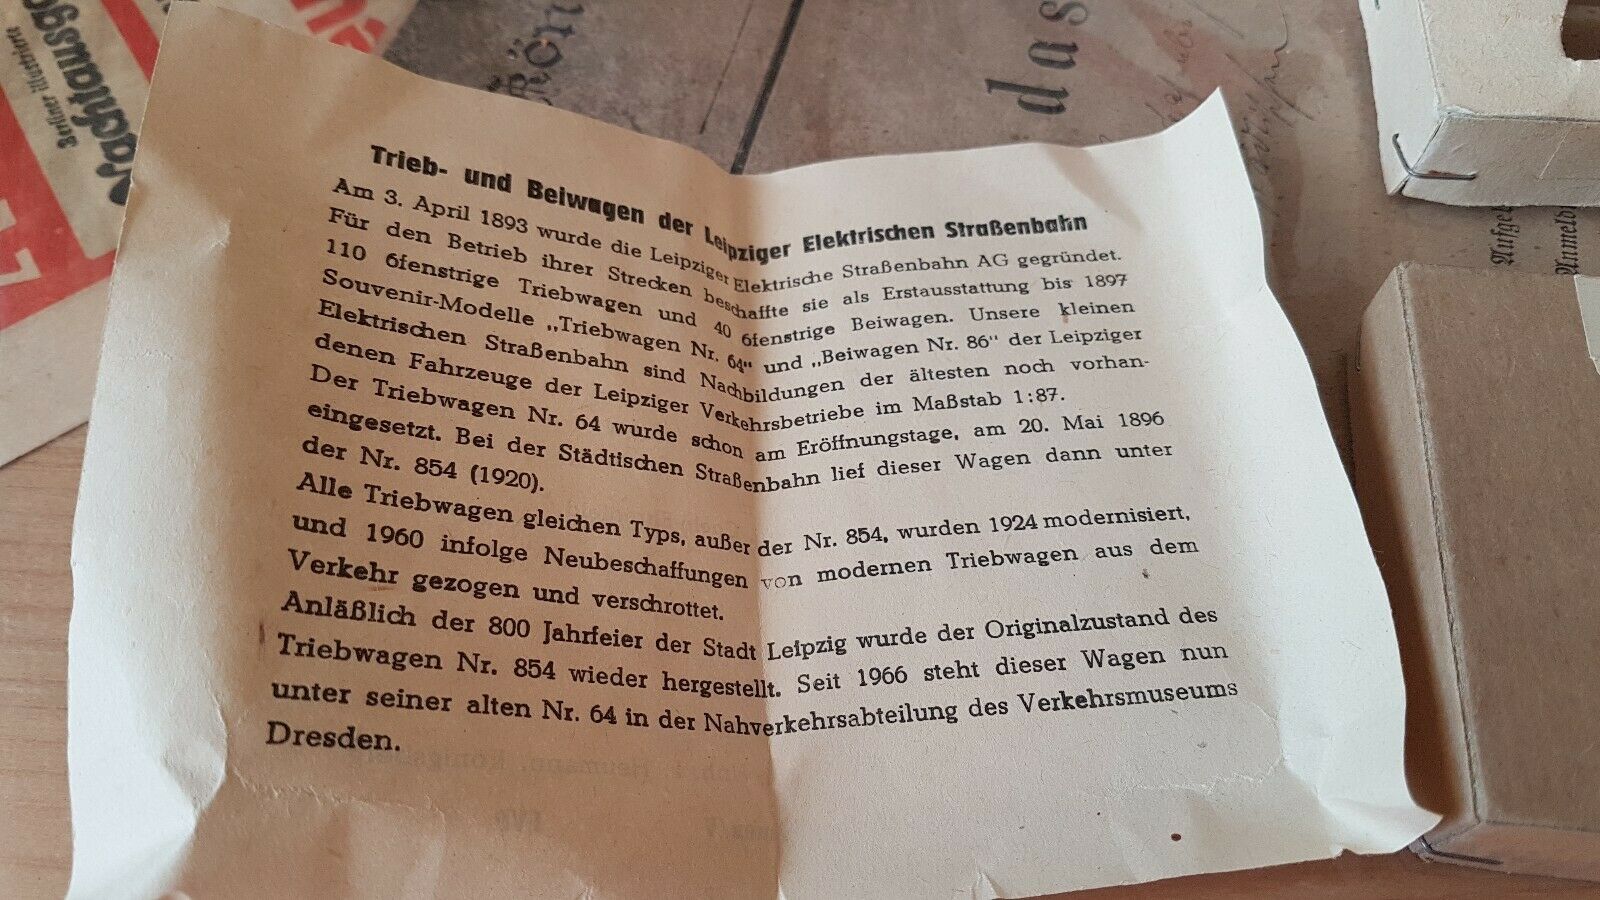 Berliner Illustrierte
Nachtausga
das
Trieb- und Beiwagen der Leipziger Elektrischen Straßenbahn
Am 3. April 1893 wurde die Leipziger Elektrische Straßenbahn AG gegründet.
Für den Betrieb ihrer Strecken beschaffte sie als Erstausstattung bis 1897
110 6fenstrige Triebwagen und 40 6fenstrige Beiwagen. Unsere kleinen
Souvenir-Modelle „Triebwagen Nr. 64“ und „Beiwagen Nr. 86“ der Leipziger
Elektrischen Straßenbahn sind Nachbildungen der ältesten noch vorhan-
denen Fahrzeuge der Leipziger Verkehrsbetriebe im Maßstab 1:87.
Der Triebwagen Nr. 64 wurde schon am Eröffnungstage, am 20. Mai 1896
eingesetzt. Bei der Städtischen Straßenbahn lief dieser Wagen dann unter
der Nr. 854 (1920).
Alle Triebwagen gleichen Typs, außer der Nr. 854, wurden 1924 modernisiert,
und 1960 infolge Neubeschaffungen von modernen Triebwagen aus dem
Verkehr gezogen und verschrottet.
Anläßlich der 800 Jahrfeier der Stadt Leipzig wurde der Originalzustand des
Triebwagen Nr. 854 wieder hergestellt. Seit 1966 steht dieser Wagen nun
unter seiner alten Nr. 64 in der Nahverkehrsabteilung des Verkehrsmuseums
Dresden.